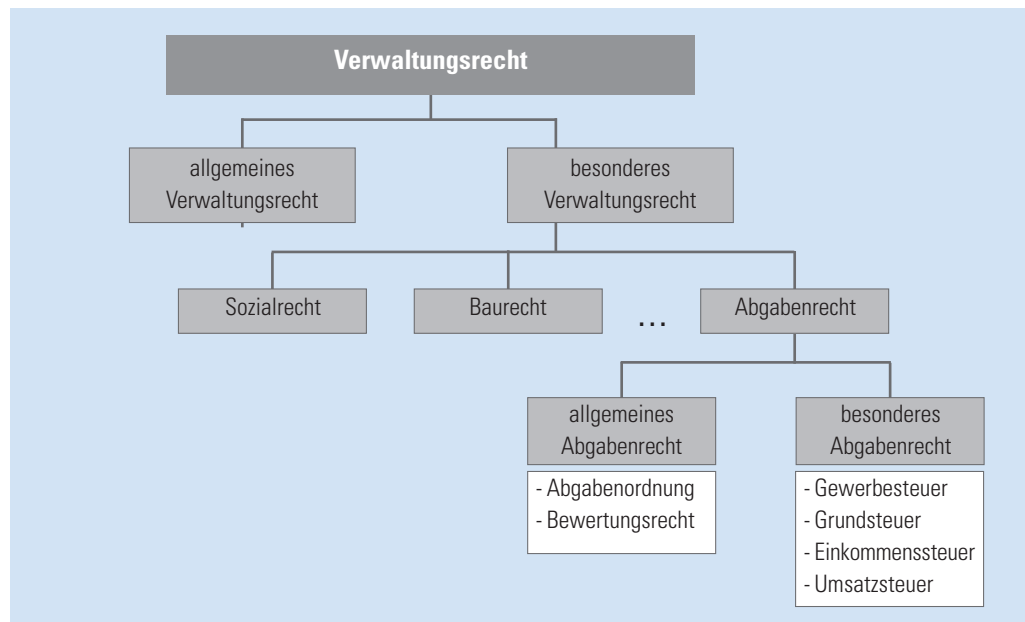 Verwaltungsrecht
allgemeines
Verwaltungsrecht
besonderes
Verwaltungsrecht
Sozialrecht
Baurecht
...
Abgabenrecht
allgemeines
Abgabenrecht
- Abgabenordnung
- Bewertungsrecht
besonderes
Abgabenrecht
- Gewerbesteuer
- Grundsteuer
- Einkommenssteuer
- Umsatzsteuer